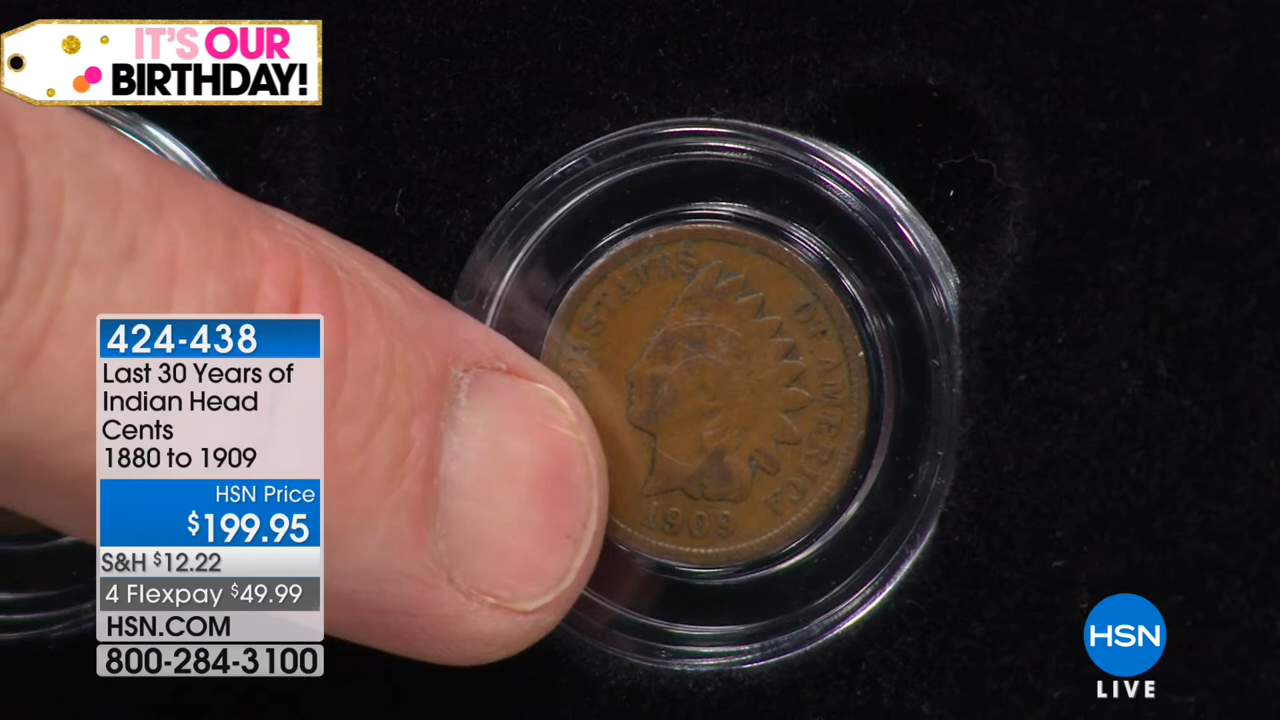 IT'S OUR
BIRTHDAY!
424-438
Last 30 Years of
Indian Head
Cents
1880 to 1909
HSN Price
$199.95
S&H $12.22
4 Flexpay $49.99
HSN.COM
800-284-3100
STATES OF AMERICA
1909
HSN
LIVE